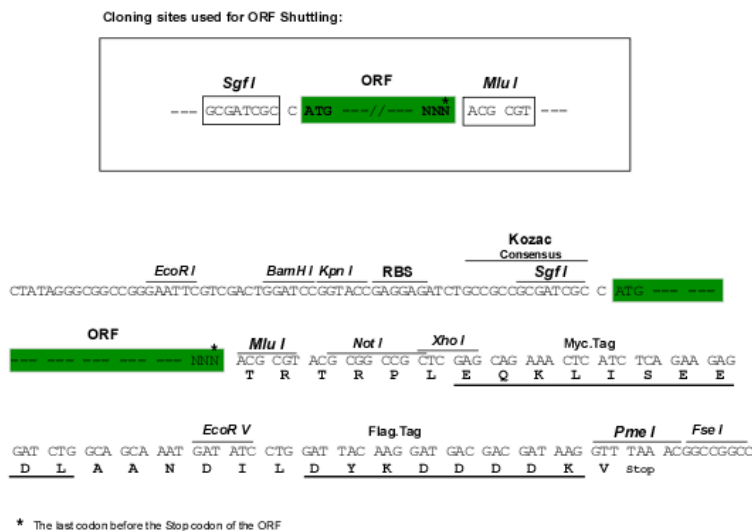 Cloning sites used for ORF Shuttling:
Sgf I ORF Mlu I
--- GCGATCGC C ATG ---//--- NNN* ACG CGT ---
Kozac
Consensus
EcoR I BamH I Kpn I RBS Sgf I
CTATAGGGCGGCCGGGAATTCGTCGACTGGATCCGGTACCGAGGAGATCTGCCGCCGCGATCGC C ATG --- ---
ORF Mlu I Not I Xho I Myc.Tag
--- --- --- --- --- --- NNN* ACG CGT ACG CGG CCG CTC GAG CAG AAA CTC ATC TCA GAA GAG
T R T R P L E Q K L I S E E
EcoR V Flag.Tag Pme I Fse I
GAT CTG GCA GCA AAT GAT ATC CTG GAT TAC AAG GAT GAC GAC GAT AAG GTT TAA ACGGCCGGCC
D L A A N D I L D Y K D D D D K V Stop
* The last codon before the Stop codon of the ORF